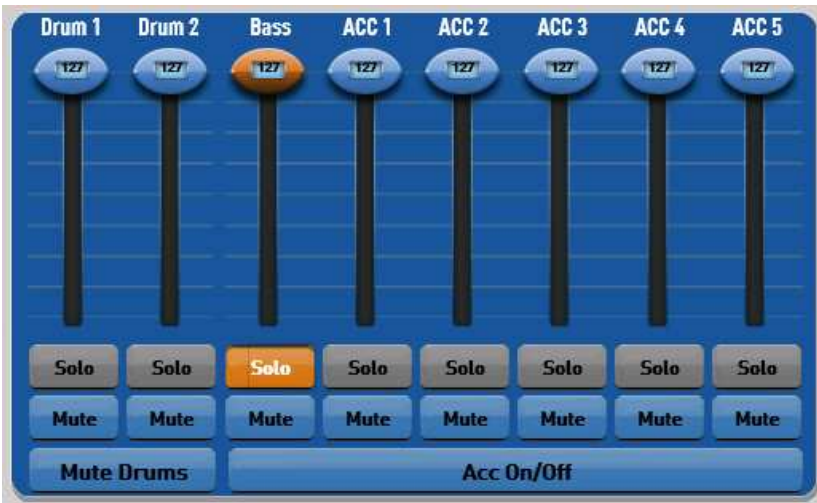 Drum 1 Drum 2 Bass ACC 1 ACC 2 ACC 3 ACC 4 ACC 5
127 127 127 127 127 127 127 127
Solo Solo Solo Solo Solo Solo Solo Solo
Mute Mute Mute Mute Mute Mute Mute Mute
Mute Drums Acc On/Off